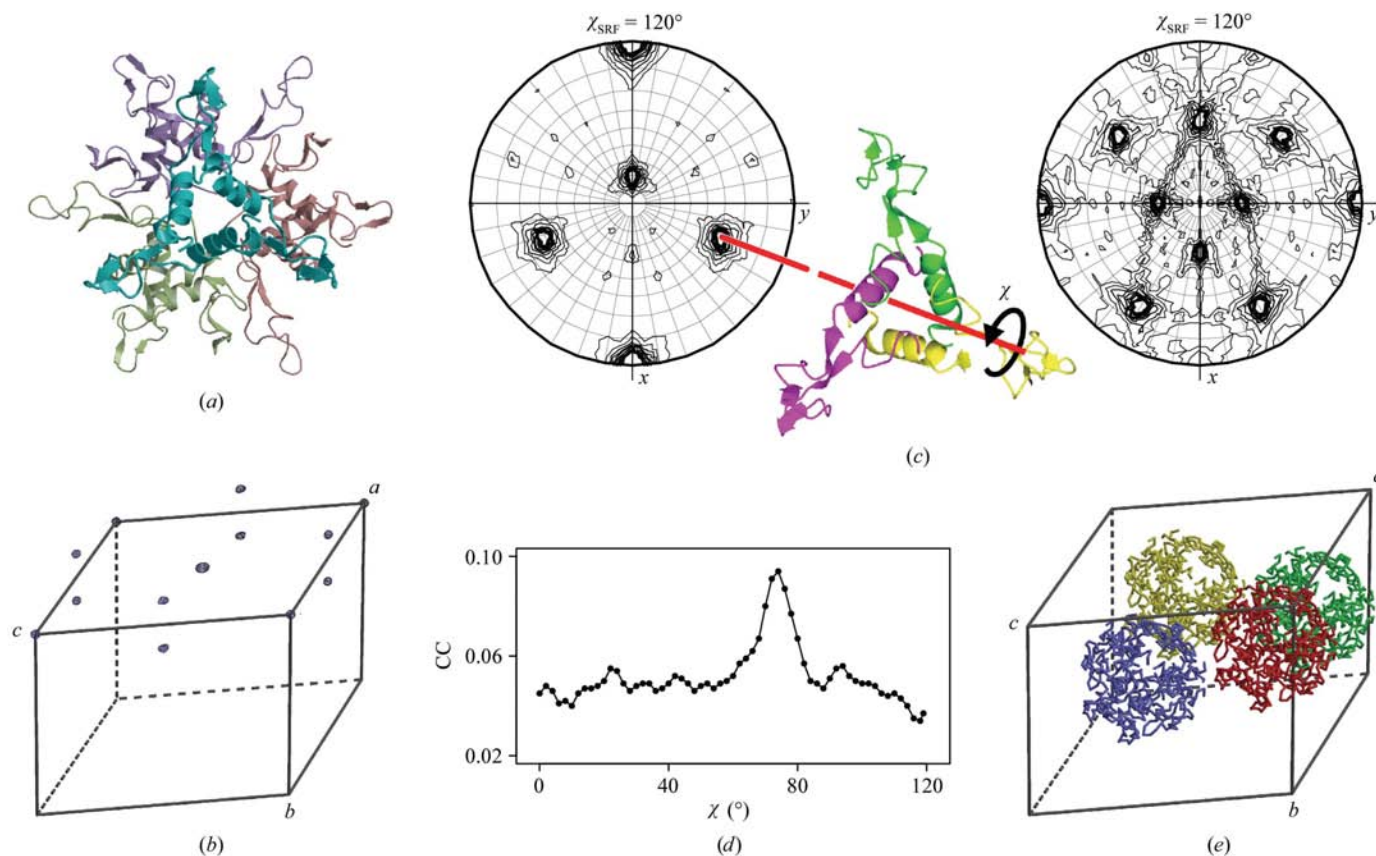 χSRF = 120°
χSRF = 120°
y
x
χ
y
x
(a)
(c)
a
c
b
(b)
0.10
0.06
0.02
CC
0
40
80
120
χ (°)
(d)
c
b
(e)